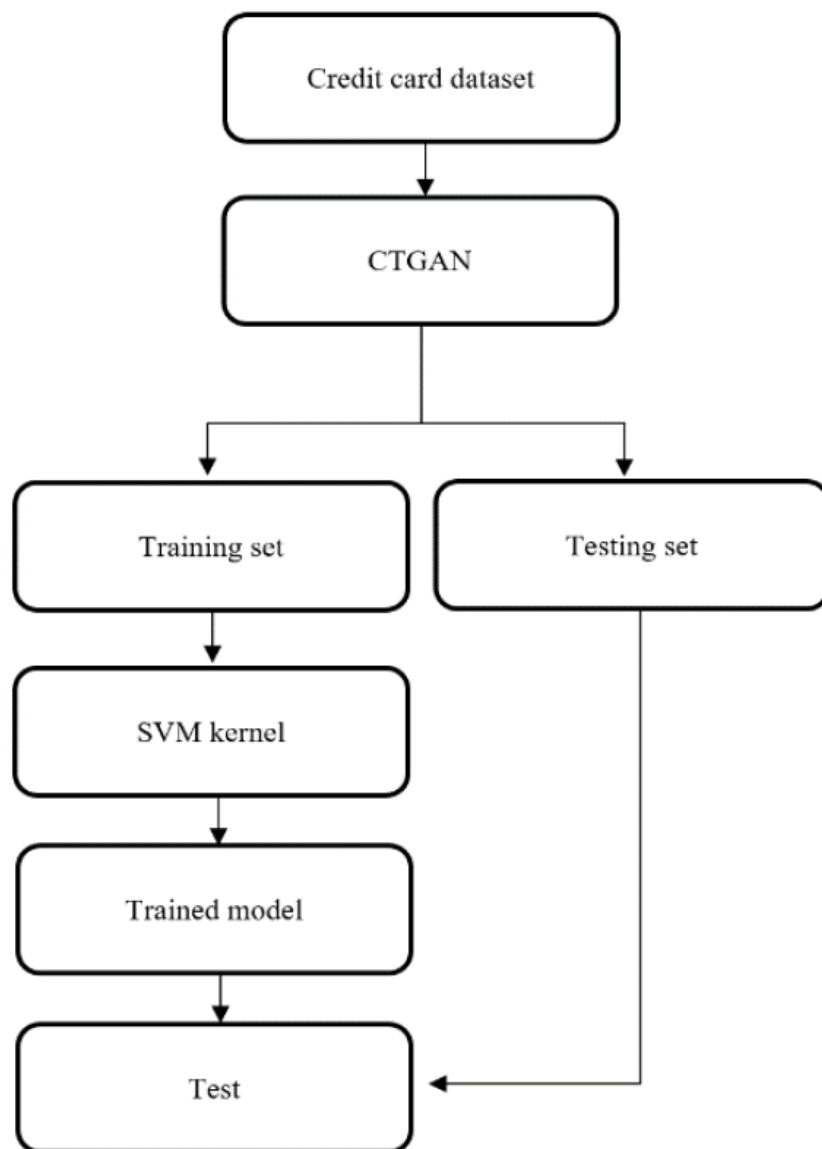 Credit card dataset
CTGAN
Training set
Testing set
SVM kernel
Trained model
Test